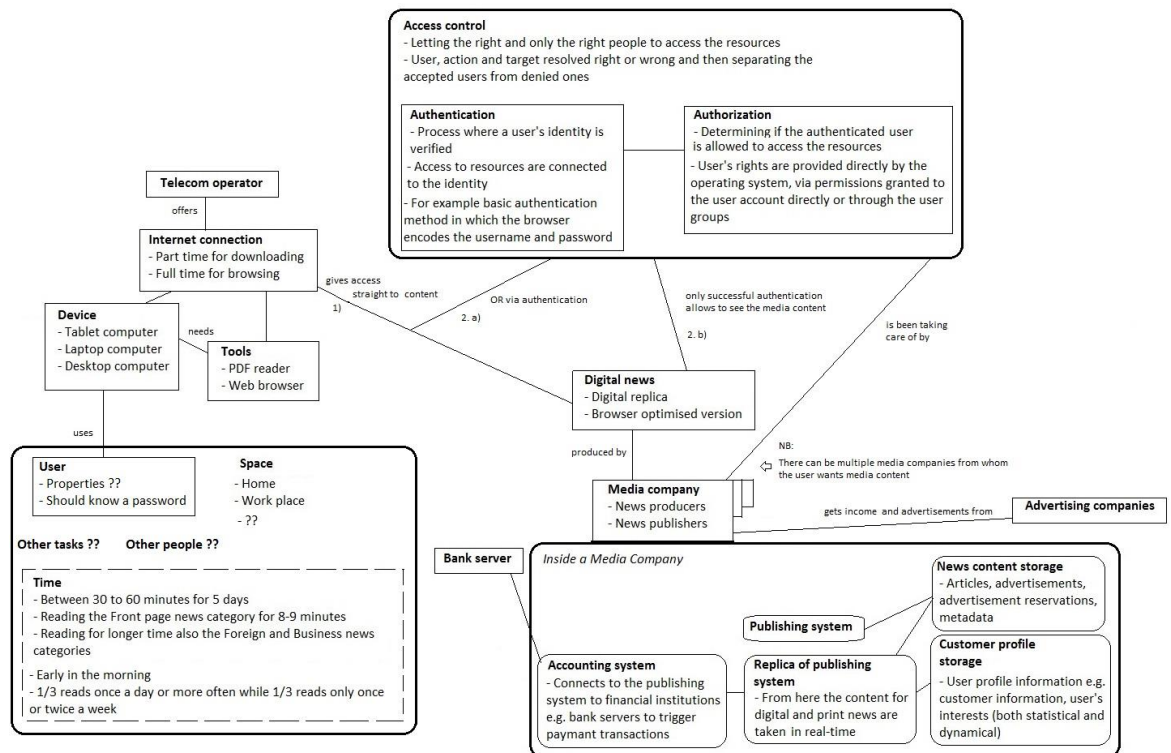 Access control
- Letting the right and only the right people to access the resources
- User, action and target resolved right or wrong and then separating the
accepted users from denied ones
Authentication
- Process where a user's identity is
verified
- Access to resources are connected
to the identity
- For example basic authentication
method in which the browser
encodes the username and password
Authorization
- Determining if the authenticated user
is allowed to access the resources
- User's rights are provided directly by the
operating system, via permissions granted to
the user account directly or through the user
groups
Telecom operator
offers
Internet connection
- Part time for downloading
- Full time for browsing
gives access
straight to content
1)
OR via authentication
2. a)
only successful authentication
allows to see the media content
2. b)
is been taking
care of by
Device
- Tablet computer
- Laptop computer
- Desktop computer
needs
Tools
- PDF reader
- Web browser
Digital news
- Digital replica
- Browser optimised version
uses
produced by
NB:
There can be multiple media companies from whom
the user wants media content
User
- Properties ??
- Should know a password
Space
- Home
- Work place
- ??
Other tasks ??
Other people ??
Time
- Between 30 to 60 minutes for 5 days
- Reading the Front page news category for 8-9 minutes
- Reading for longer time also the Foreign and Business news
categories
- Early in the morning
- 1/3 reads once a day or more often while 1/3 reads only once
or twice a week
Media company
- News producers
- News publishers
gets income and advertisements from
Advertising companies
Bank server
Inside a Media Company
News content storage
- Articles, advertisements,
advertisement reservations,
metadata
Publishing system
Accounting system
- Connects to the publishing
system to financial institutions
e.g. bank servers to trigger
paymant transactions
Replica of publishing
system
- From here the content for
digital and print news are
taken in real-time
Customer profile
storage
- User profile information e.g.
customer information, user's
interests (both statistical and
dynamical)